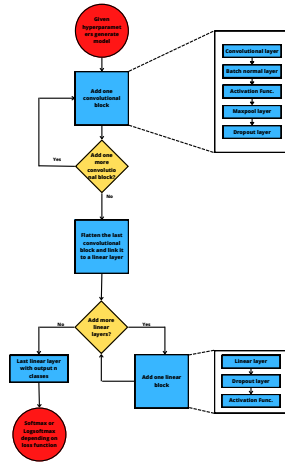 Given
hyperparamet
ers generate
model
Add one
convolutional
block
Convolutional layer
Batch normal layer
Activation Func.
Maxpool layer
Dropout layer
Add one
more
convolutio
nal block?
Yes
No
Flatten the last
convolutional
block and link it
to a linear layer
Add more
linear
layers?
No
Yes
Last linear layer
with output n
classes
Add one linear
block
Linear layer
Dropout layer
Activation Func.
Softmax or
Logsoftmax
depending on
loss function